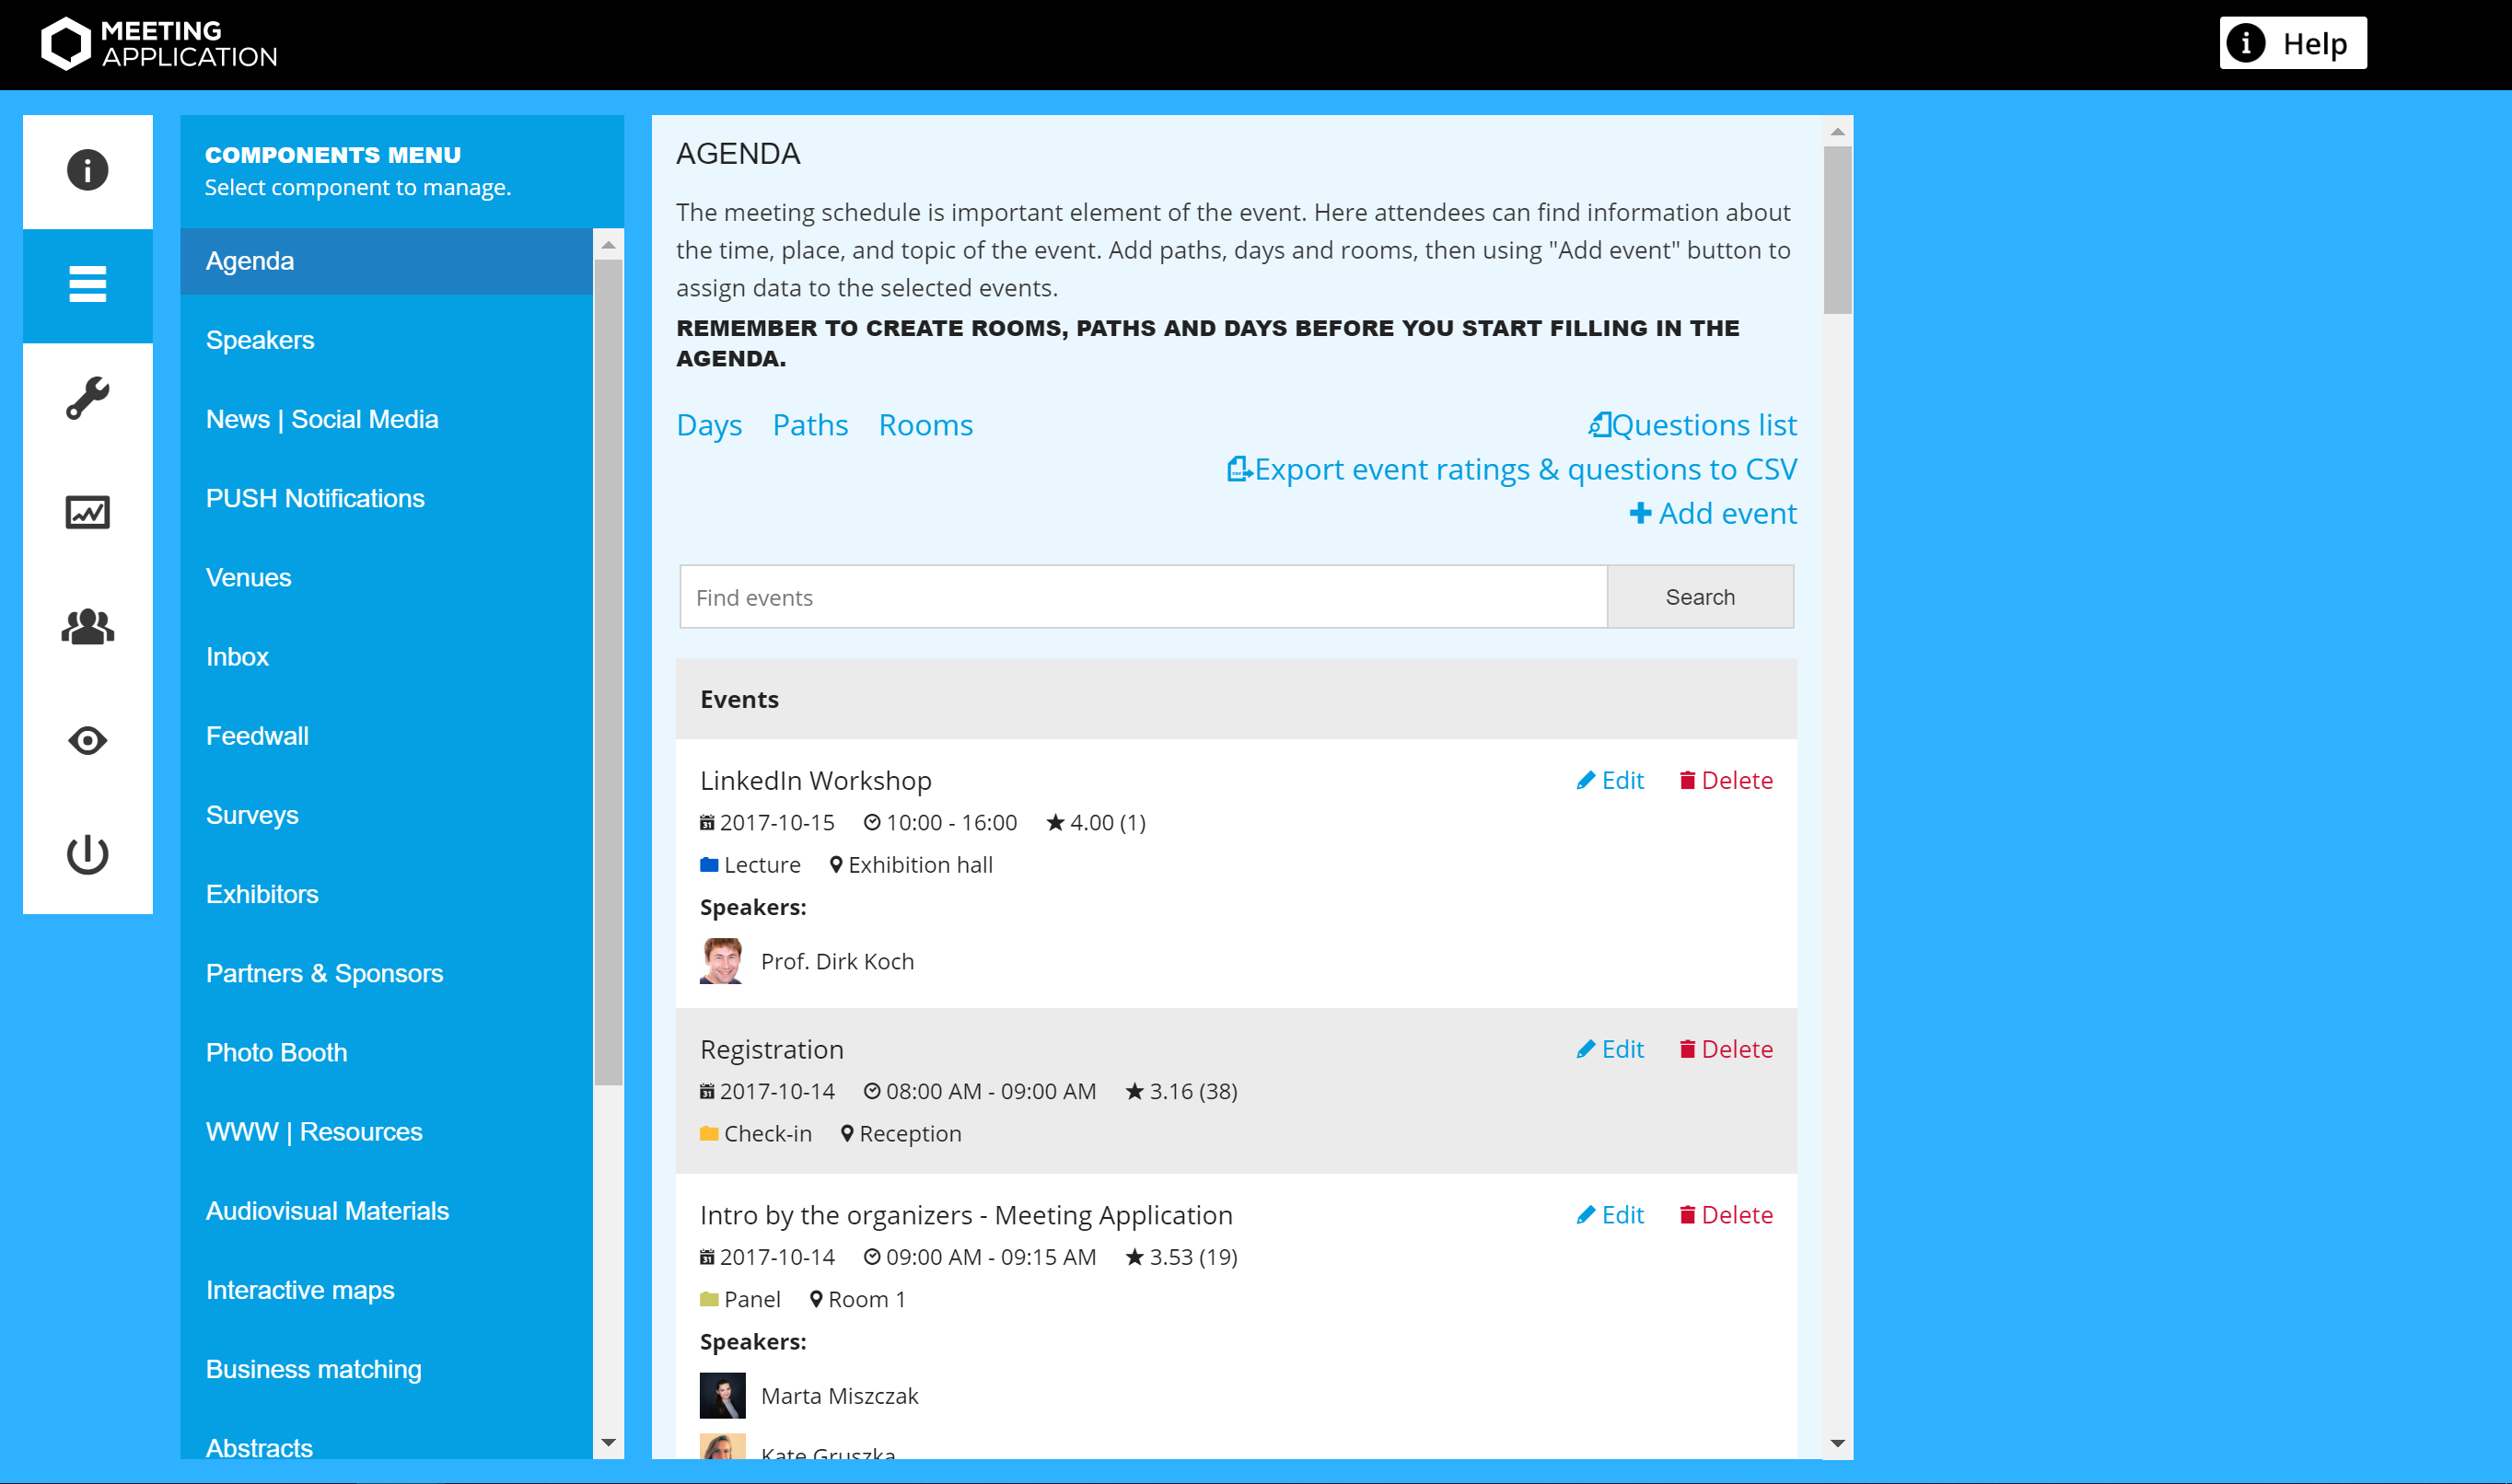 MEETING
APPLICATION
Help
COMPONENTS MENU
Select component to manage.
Agenda
Speakers
News | Social Media
PUSH Notifications
Venues
Inbox
Feedwall
Surveys
Exhibitors
Partners & Sponsors
Photo Booth
WWW | Resources
Audiovisual Materials
Interactive maps
Business matching
Abstracts
AGENDA
The meeting schedule is important element of the event. Here attendees can find information about
the time, place, and topic of the event. Add paths, days and rooms, then using "Add event" button to
assign data to the selected events.
REMEMBER TO CREATE ROOMS, PATHS AND DAYS BEFORE YOU START FILLING IN THE
AGENDA.
Days Paths Rooms Questions list
Export event ratings & questions to CSV
Add event
Find events Search
Events
LinkedIn Workshop Edit Delete
2017-10-15 10:00 - 16:00 4.00 (1)
Lecture Exhibition hall
Speakers:
Prof. Dirk Koch
Registration Edit Delete
2017-10-14 08:00 AM - 09:00 AM 3.16 (38)
Check-in Reception
Intro by the organizers - Meeting Application Edit Delete
2017-10-14 09:00 AM - 09:15 AM 3.53 (19)
Panel Room 1
Speakers:
Marta Miszczak
Kate Gruszka